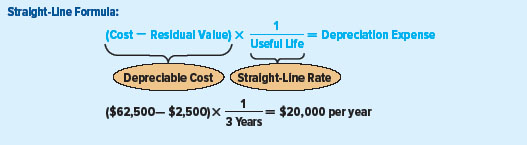 Straight-Line Formula:
(Cost — Residual Value) × 1/Useful Life = Depreciation Expense
Depreciable Cost Straight-Line Rate
($62,500— $2,500) × 1/3 Years = $20,000 per year